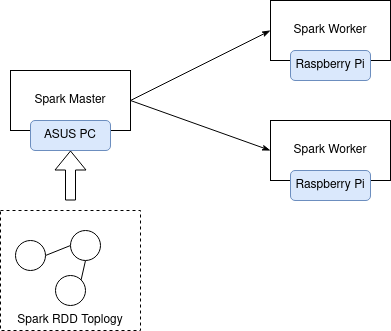 Spark Worker
Raspberry Pi
Spark Master
ASUS PC
Spark Worker
Raspberry Pi
Spark RDD Toplogy